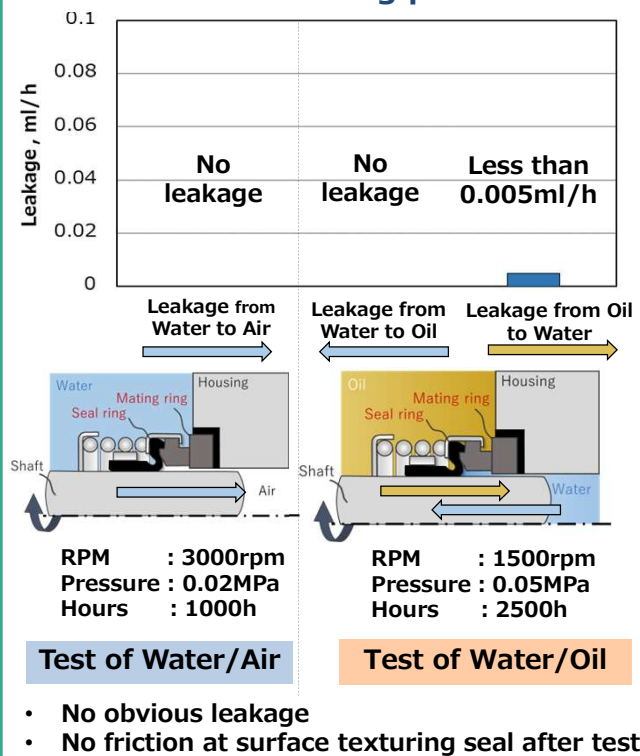 0.1
0.08
0.06
0.04
0.02
0
Leakage , ml/ h
No
leakage
No
leakage
Less than
0.005ml/h
Leakage from
Water to Air
Leakage from
Water to Oil
Leakage from Oil
to Water
Water
Housing
Mating ring
Seal ring
Shaft
Air
Oil
Housing
Mating ring
Seal ring
Shaft
Water
RPM : 3000rpm
Pressure : 0.02MPa
Hours : 1000h
RPM : 1500rpm
Pressure : 0.05MPa
Hours : 2500h
Test of Water/Air
Test of Water/Oil
• No obvious leakage
• No friction at surface texturing seal after test